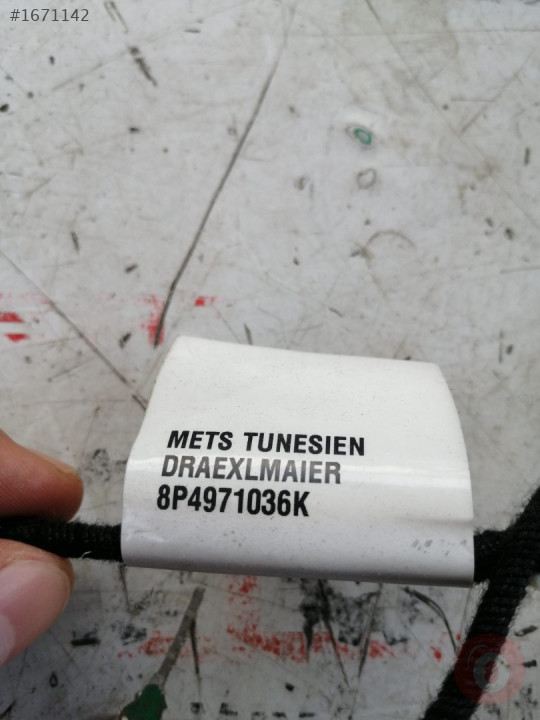 #1671142
METS TUNESIEN
DRAEXLMAIER
8P4971036K